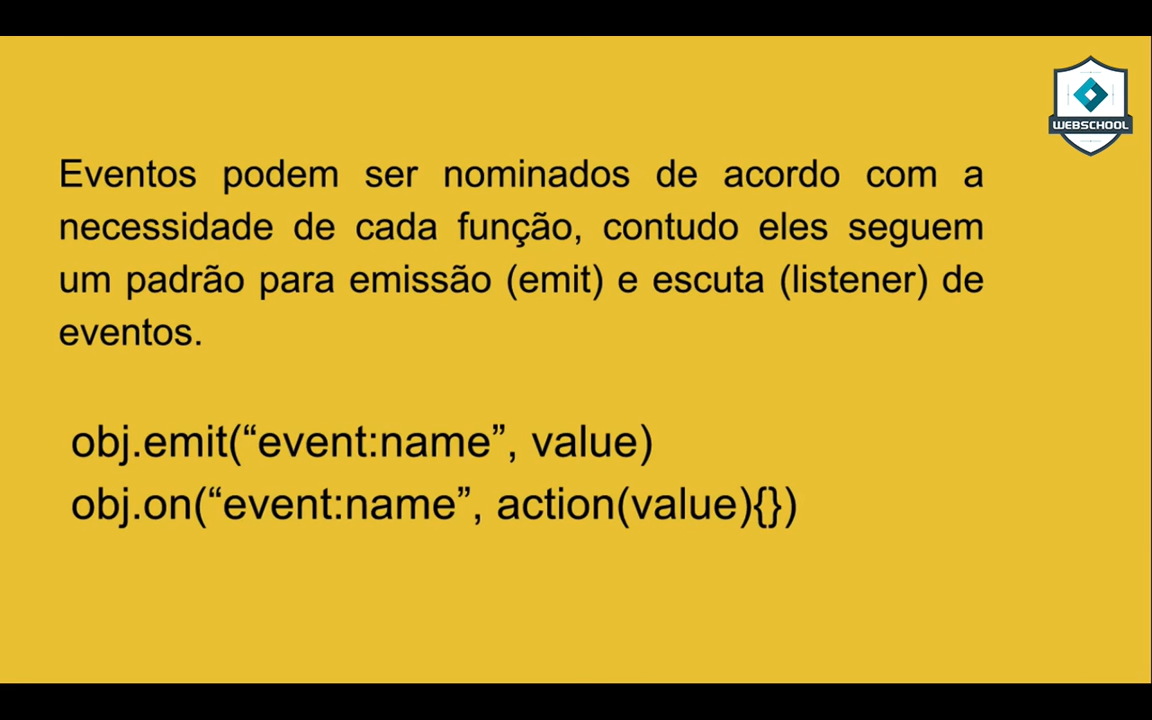 WEBSCHOOL
Eventos podem ser nominados de acordo com a
necessidade de cada função, contudo eles seguem
um padrão para emissão (emit) e escuta (listener) de
eventos.
obj.emit(“event:name”, value)
obj.on(“event:name”, action(value){})